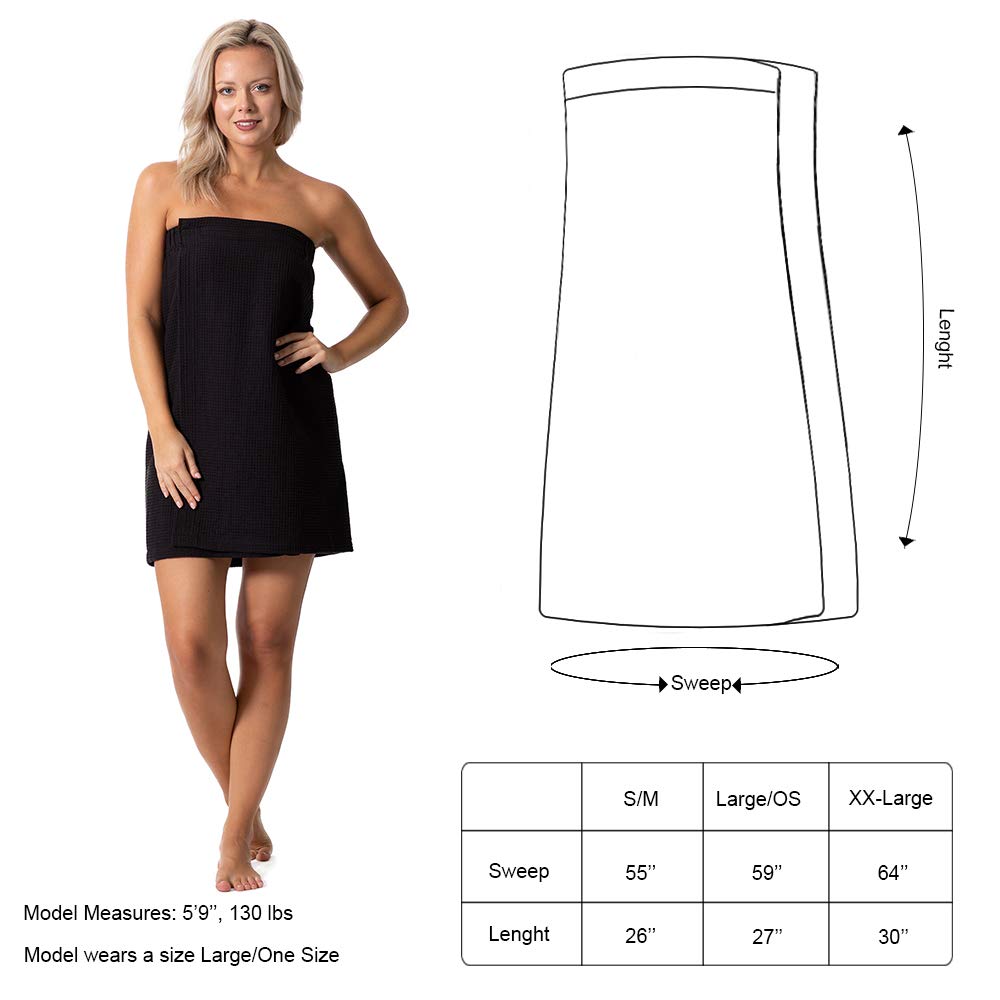 Lenght
Sweep
S/M Large/OS XX-Large
Sweep 55’’ 59’’ 64’’
Lenght 26’’ 27’’ 30’’
Model Measures: 5’9’’, 130 lbs
Model wears a size Large/One Size